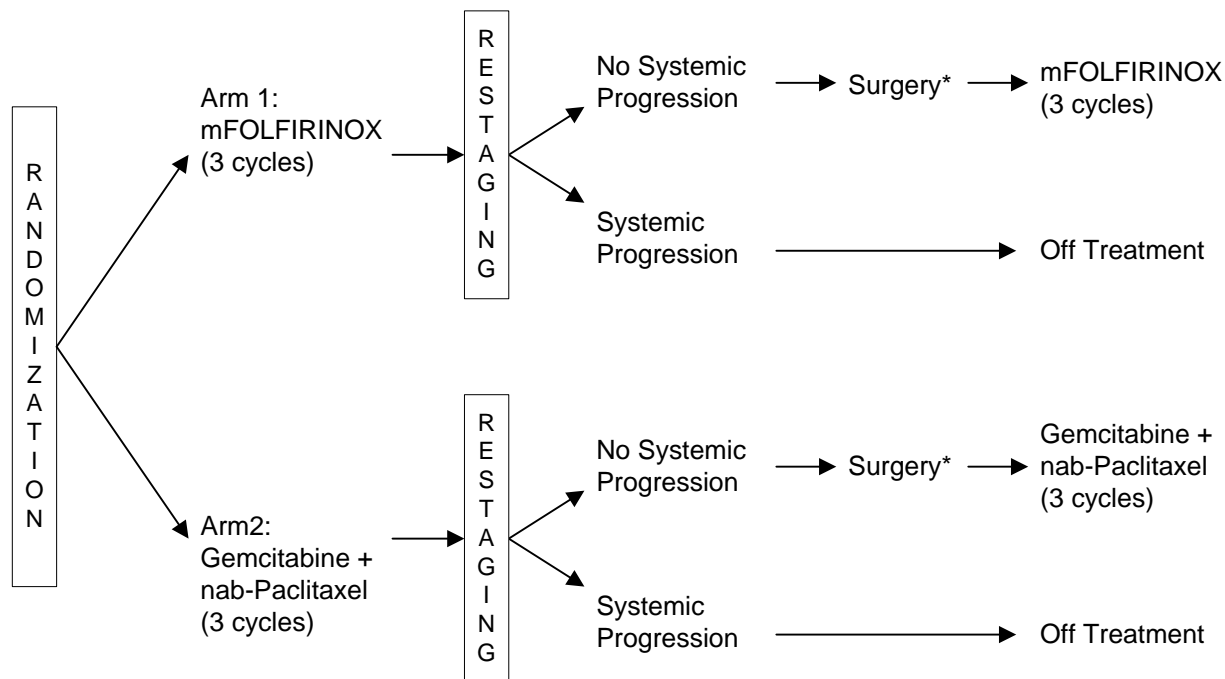 RANDOMIZATION
Arm 1:
mFOLFIRINOX
(3 cycles)
RESTAGING
No Systemic
Progression
Surgery*
mFOLFIRINOX
(3 cycles)
Systemic
Progression
Off Treatment
Arm2:
Gemcitabine +
nab-Paclitaxel
(3 cycles)
RESTAGING
No Systemic
Progression
Surgery*
Gemcitabine +
nab-Paclitaxel
(3 cycles)
Systemic
Progression
Off Treatment